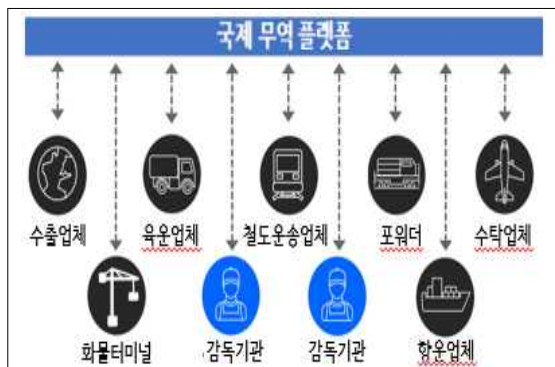 국제 무역 플랫폼
수출업체
육운업체
철도운송업체
포워더
수탁업체
화물터미널
감독기관
감독기관
항운업체